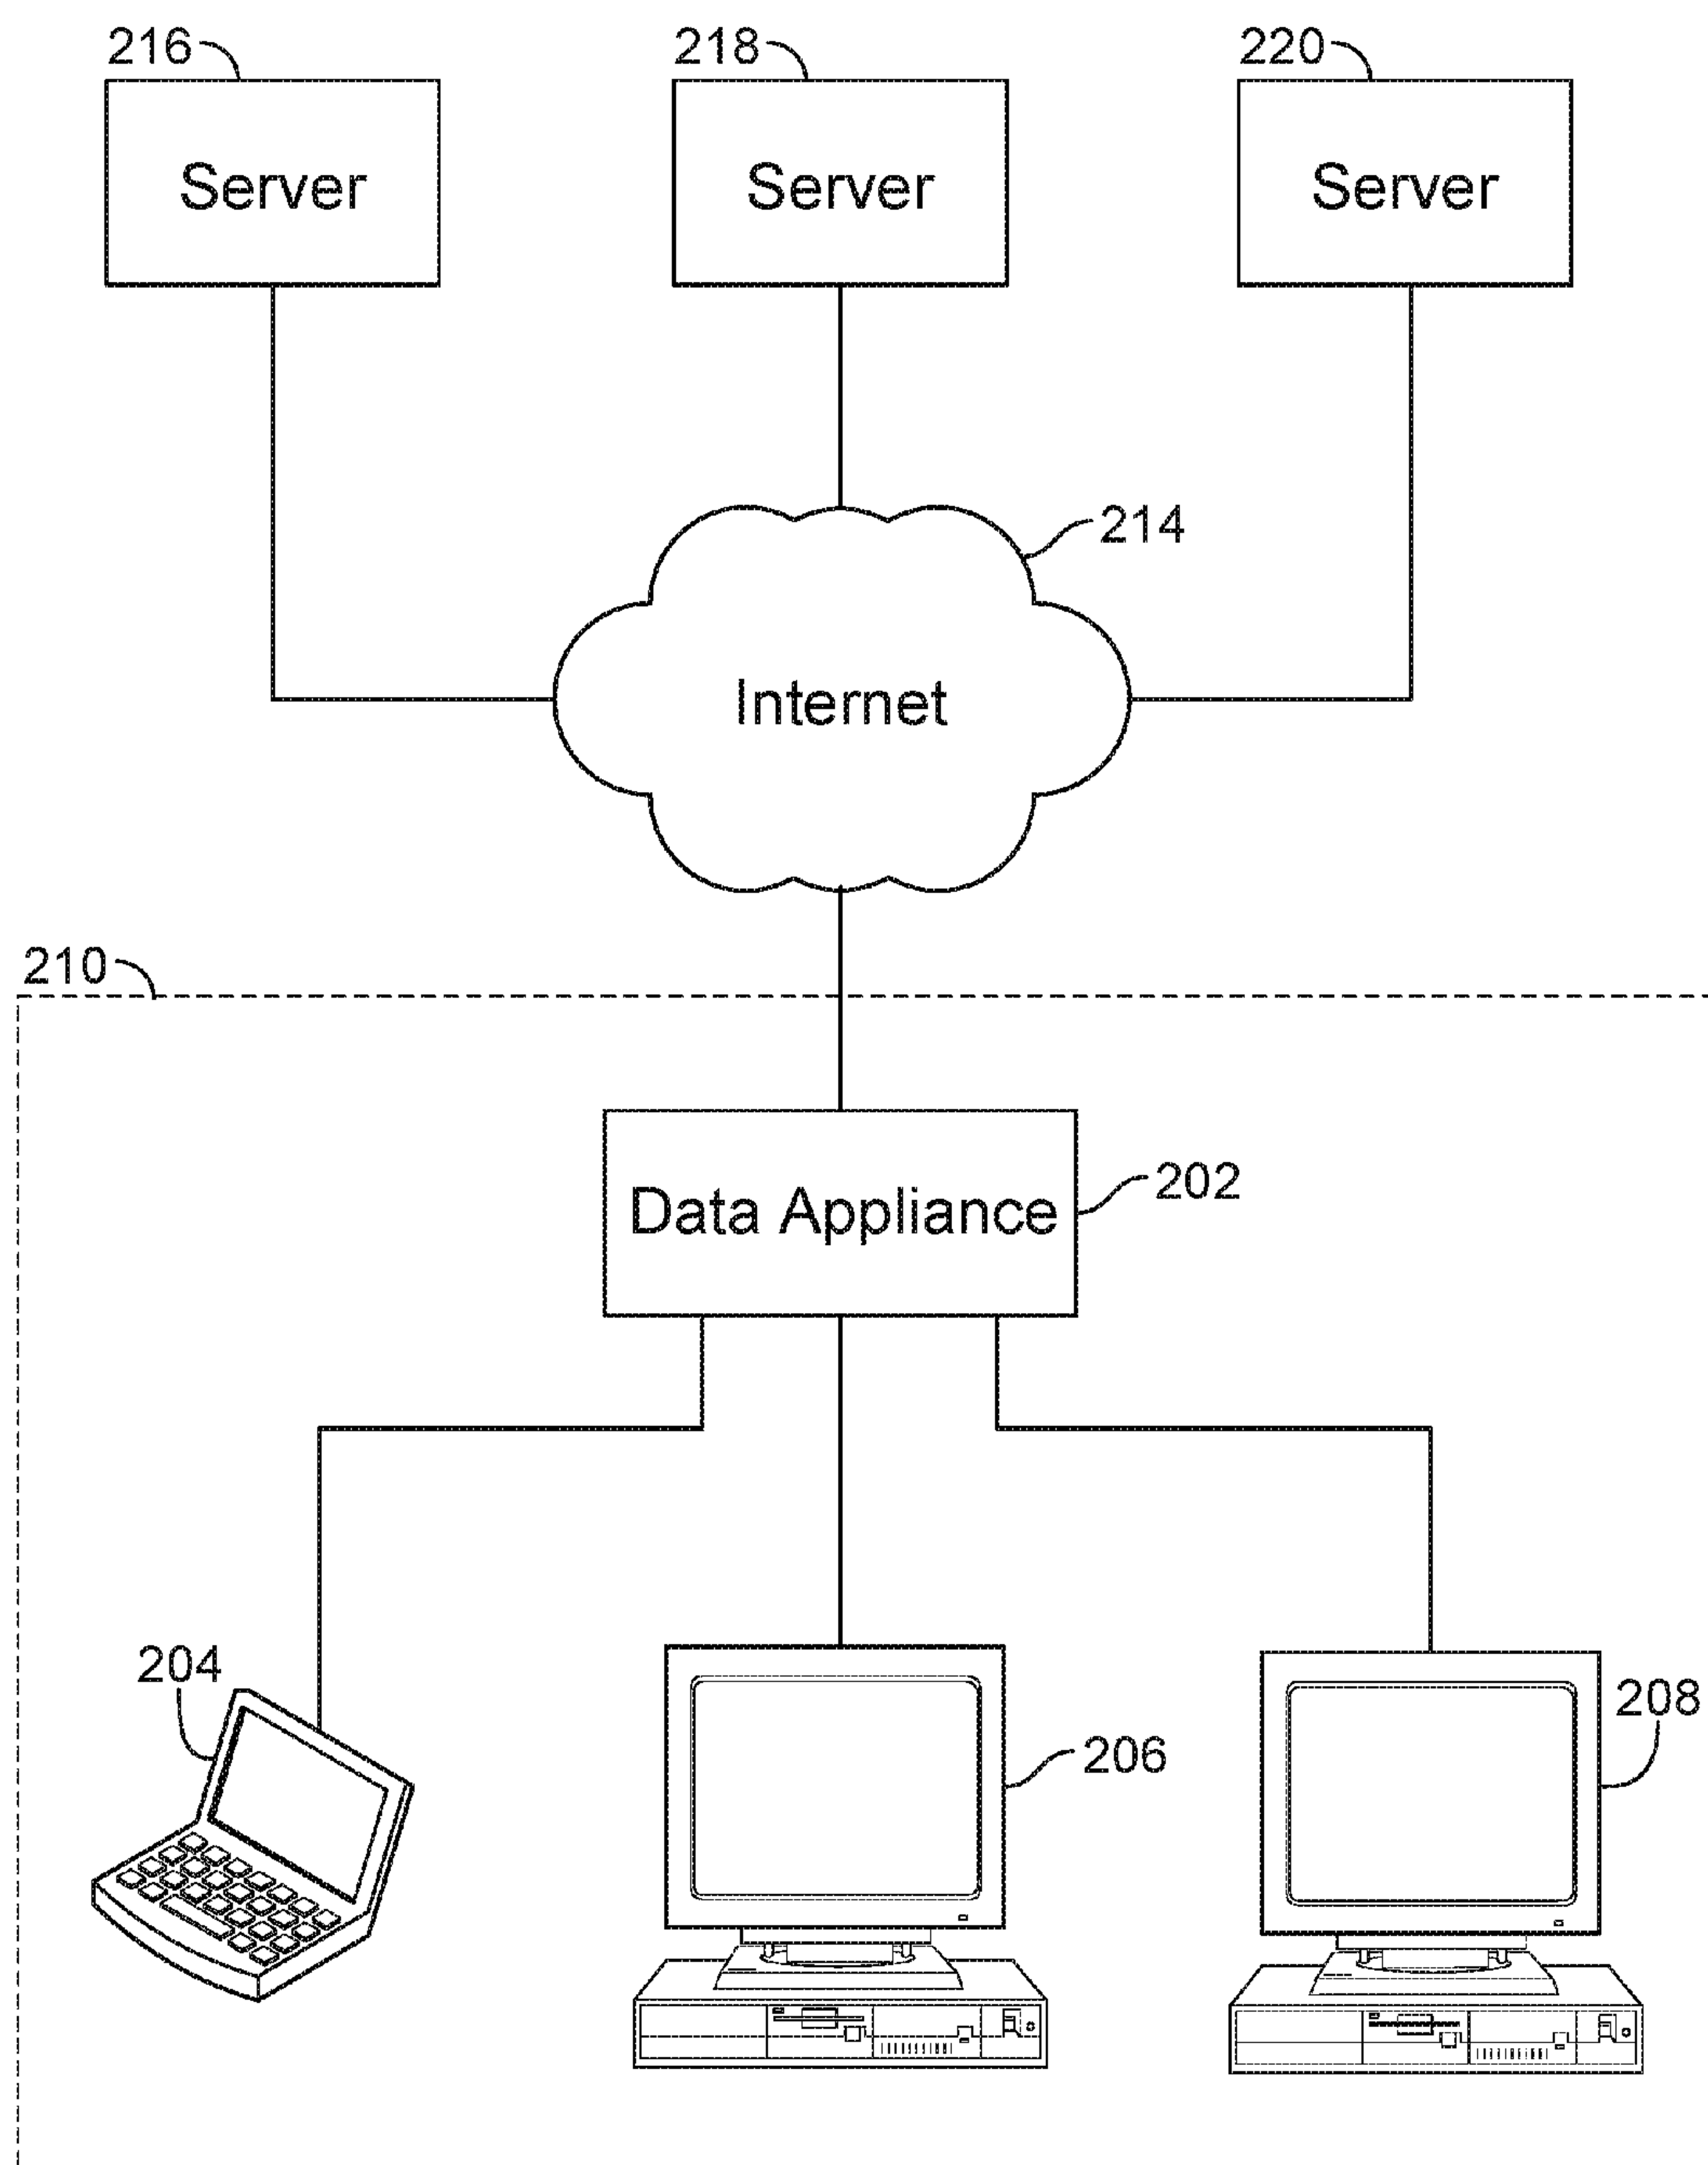 216
218
220
Server
Server
Server
214
Internet
210
202
Data Appliance
204
206
208